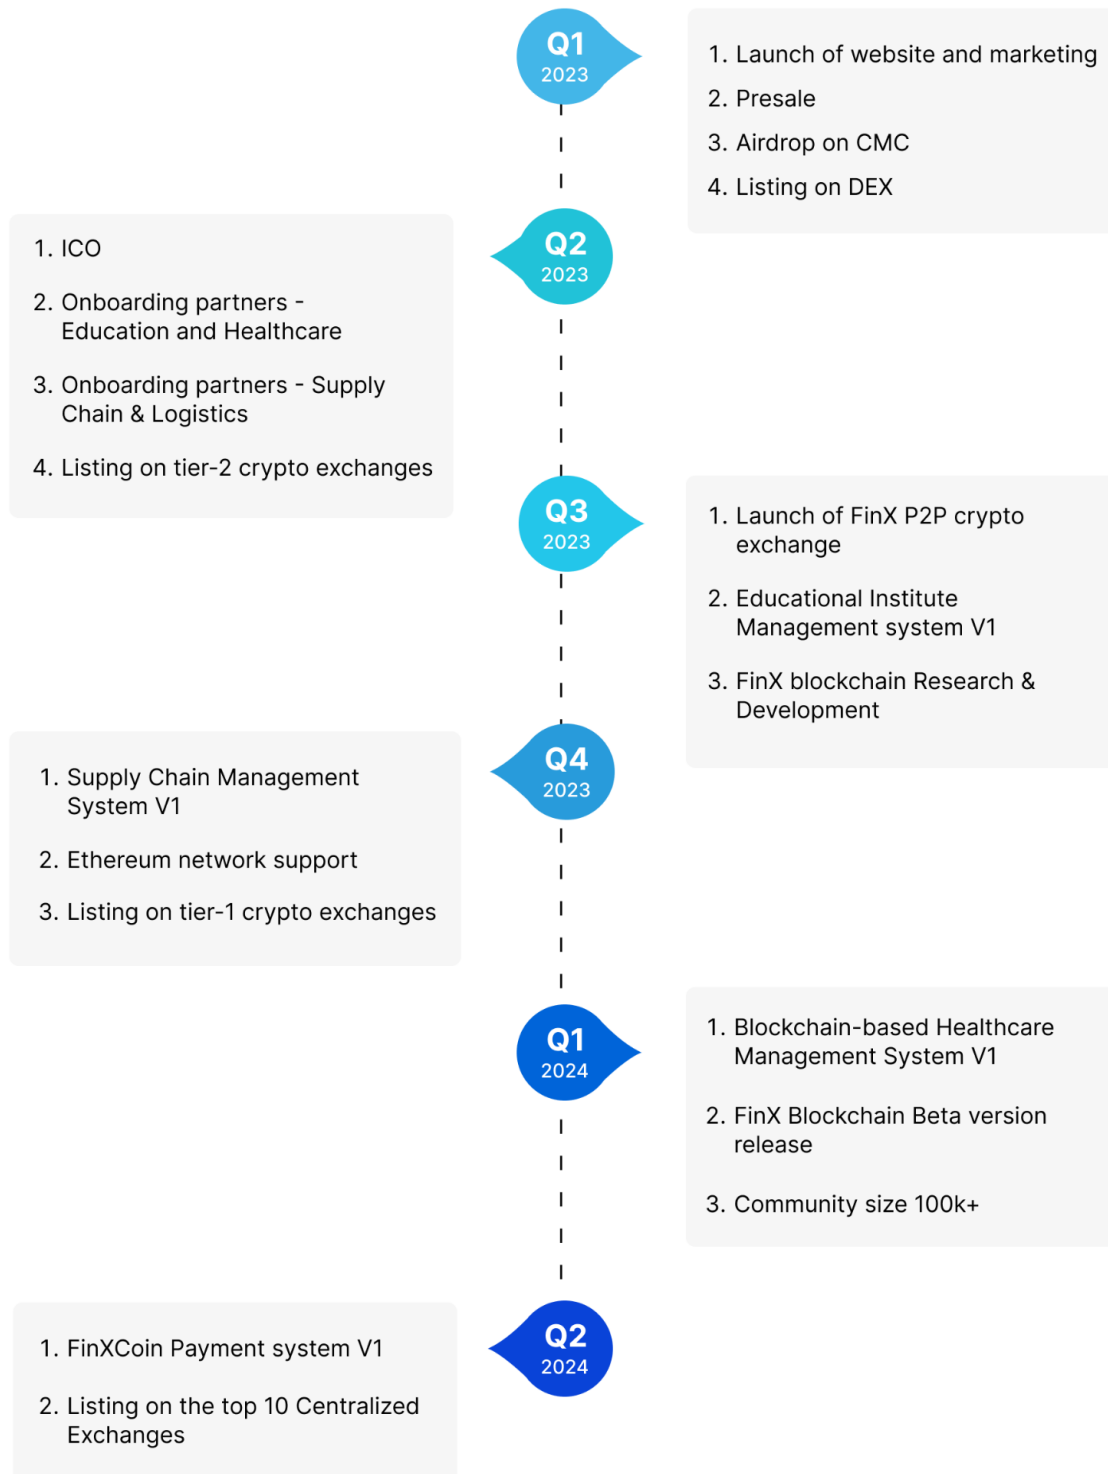 Q1
2023
1. Launch of website and marketing
2. Presale
3. Airdrop on CMC
4. Listing on DEX
Q2
2023
1. ICO
2. Onboarding partners -
Education and Healthcare
3. Onboarding partners - Supply
Chain & Logistics
4. Listing on tier-2 crypto exchanges
Q3
2023
1. Launch of FinX P2P crypto
exchange
2. Educational Institute
Management system V1
3. FinX blockchain Research &
Development
Q4
2023
1. Supply Chain Management
System V1
2. Ethereum network support
3. Listing on tier-1 crypto exchanges
Q1
2024
1. Blockchain-based Healthcare
Management System V1
2. FinX Blockchain Beta version
release
3. Community size 100k+
Q2
2024
1. FinXCoin Payment system V1
2. Listing on the top 10 Centralized
Exchanges